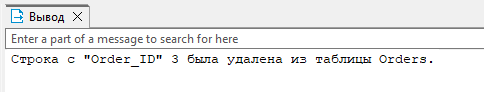 Вывод
Enter a part of a message to search for here
Строка с "Order_ID" 3 была удалена из таблицы Orders.